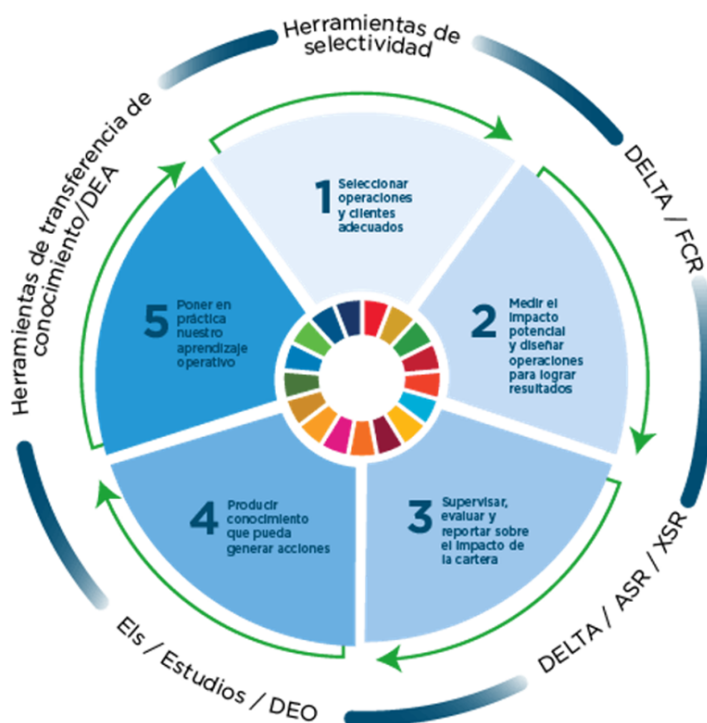 Herramientas de
selectividad
1
Seleccionar
operaciones
y clientes
adecuados
DELTA / FCR
2
Medir el
impacto
potencial
y diseñar
operaciones
para lograr
resultados
DELTA / ASR / XSR
3
Supervisar,
evaluar y
reportar sobre
el impacto de
la cartera
EIs / Estudios / DEO
4
Producir
conocimiento
que pueda
generar acciones
Herramientas de transferencia de
conocimiento/DEA
5
Poner en
práctica
nuestro
aprendizaje
operativo